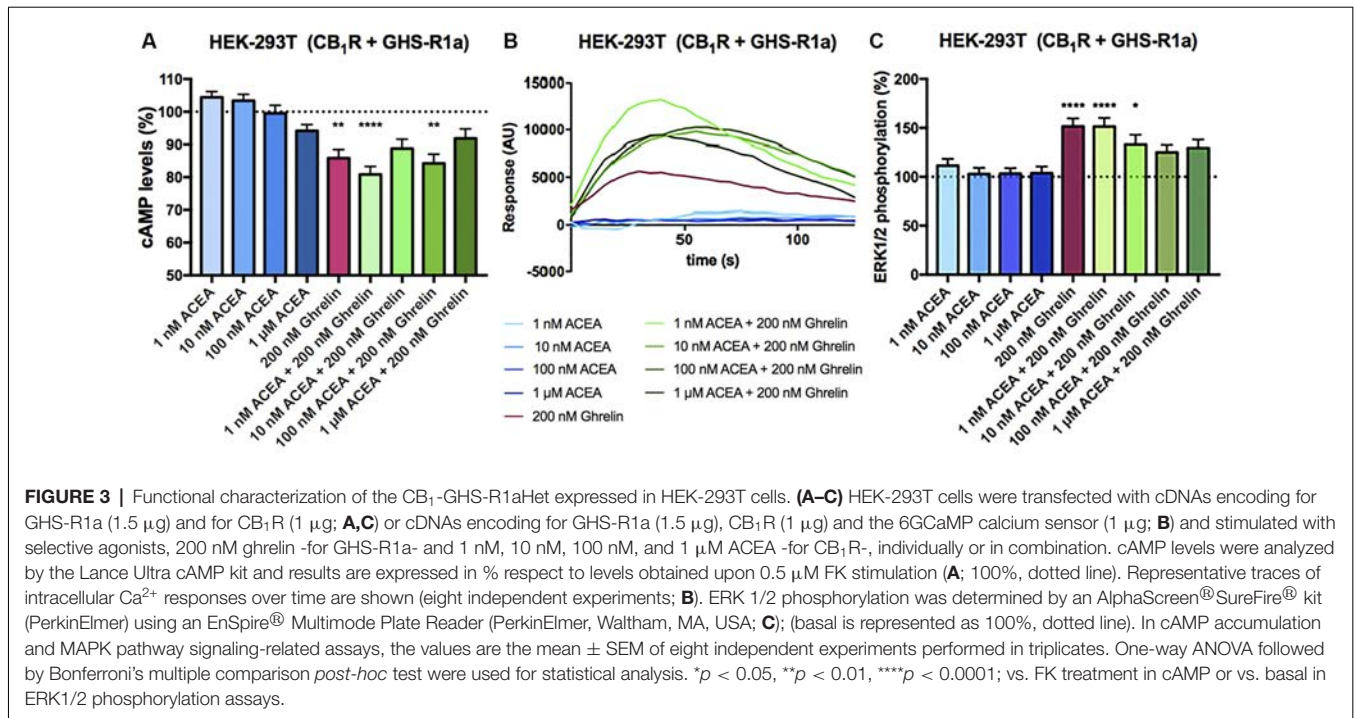 A HEK-293T (CB1R + GHS-R1a)
cAMP levels (%)
110
100
90
80
70
60
50
1 nM ACEA
10 nM ACEA
100 nM ACEA
1 µM ACEA
200 nM Ghrelin
1 nM ACEA + 200 nM Ghrelin
10 nM ACEA + 200 nM Ghrelin
100 nM ACEA + 200 nM Ghrelin
1 µM ACEA + 200 nM Ghrelin
** **** **
B HEK-293T (CB1R + GHS-R1a)
Response (AU)
15000
10000
5000
0
-5000
50 100
time (s)
1 nM ACEA
10 nM ACEA
100 nM ACEA
1 µM ACEA
200 nM Ghrelin
1 nM ACEA + 200 nM Ghrelin
10 nM ACEA + 200 nM Ghrelin
100 nM ACEA + 200 nM Ghrelin
1 µM ACEA + 200 nM Ghrelin
C HEK-293T (CB1R + GHS-R1a)
ERK1/2 phosphorylation (%)
200
150
100
50
0
**** **** *
1 nM ACEA
10 nM ACEA
100 nM ACEA
1 µM ACEA
200 nM Ghrelin
1 nM ACEA + 200 nM Ghrelin
10 nM ACEA + 200 nM Ghrelin
100 nM ACEA + 200 nM Ghrelin
1 µM ACEA + 200 nM Ghrelin
FIGURE 3 | Functional characterization of the CB1-GHS-R1aHet expressed in HEK-293T cells. (A–C) HEK-293T cells were transfected with cDNAs encoding for
GHS-R1a (1.5 µg) and for CB1R (1 µg; A,C) or cDNAs encoding for GHS-R1a (1.5 µg), CB1R (1 µg) and the 6GCaMP calcium sensor (1 µg; B) and stimulated with
selective agonists, 200 nM ghrelin -for GHS-R1a- and 1 nM, 10 nM, 100 nM, and 1 µM ACEA -for CB1R-, individually or in combination. cAMP levels were analyzed
by the Lance Ultra cAMP kit and results are expressed in % respect to levels obtained upon 0.5 µM FK stimulation (A; 100%, dotted line). Representative traces of
intracellular Ca2+ responses over time are shown (eight independent experiments; B). ERK 1/2 phosphorylation was determined by an AlphaScreen®SureFire® kit
(PerkinElmer) using an EnSpire® Multimode Plate Reader (PerkinElmer, Waltham, MA, USA; C); (basal is represented as 100%, dotted line). In cAMP accumulation
and MAPK pathway signaling-related assays, the values are the mean ± SEM of eight independent experiments performed in triplicates. One-way ANOVA followed
by Bonferroni's multiple comparison post-hoc test were used for statistical analysis. *p < 0.05, **p < 0.01, ****p < 0.0001; vs. FK treatment in cAMP or vs. basal in
ERK1/2 phosphorylation assays.